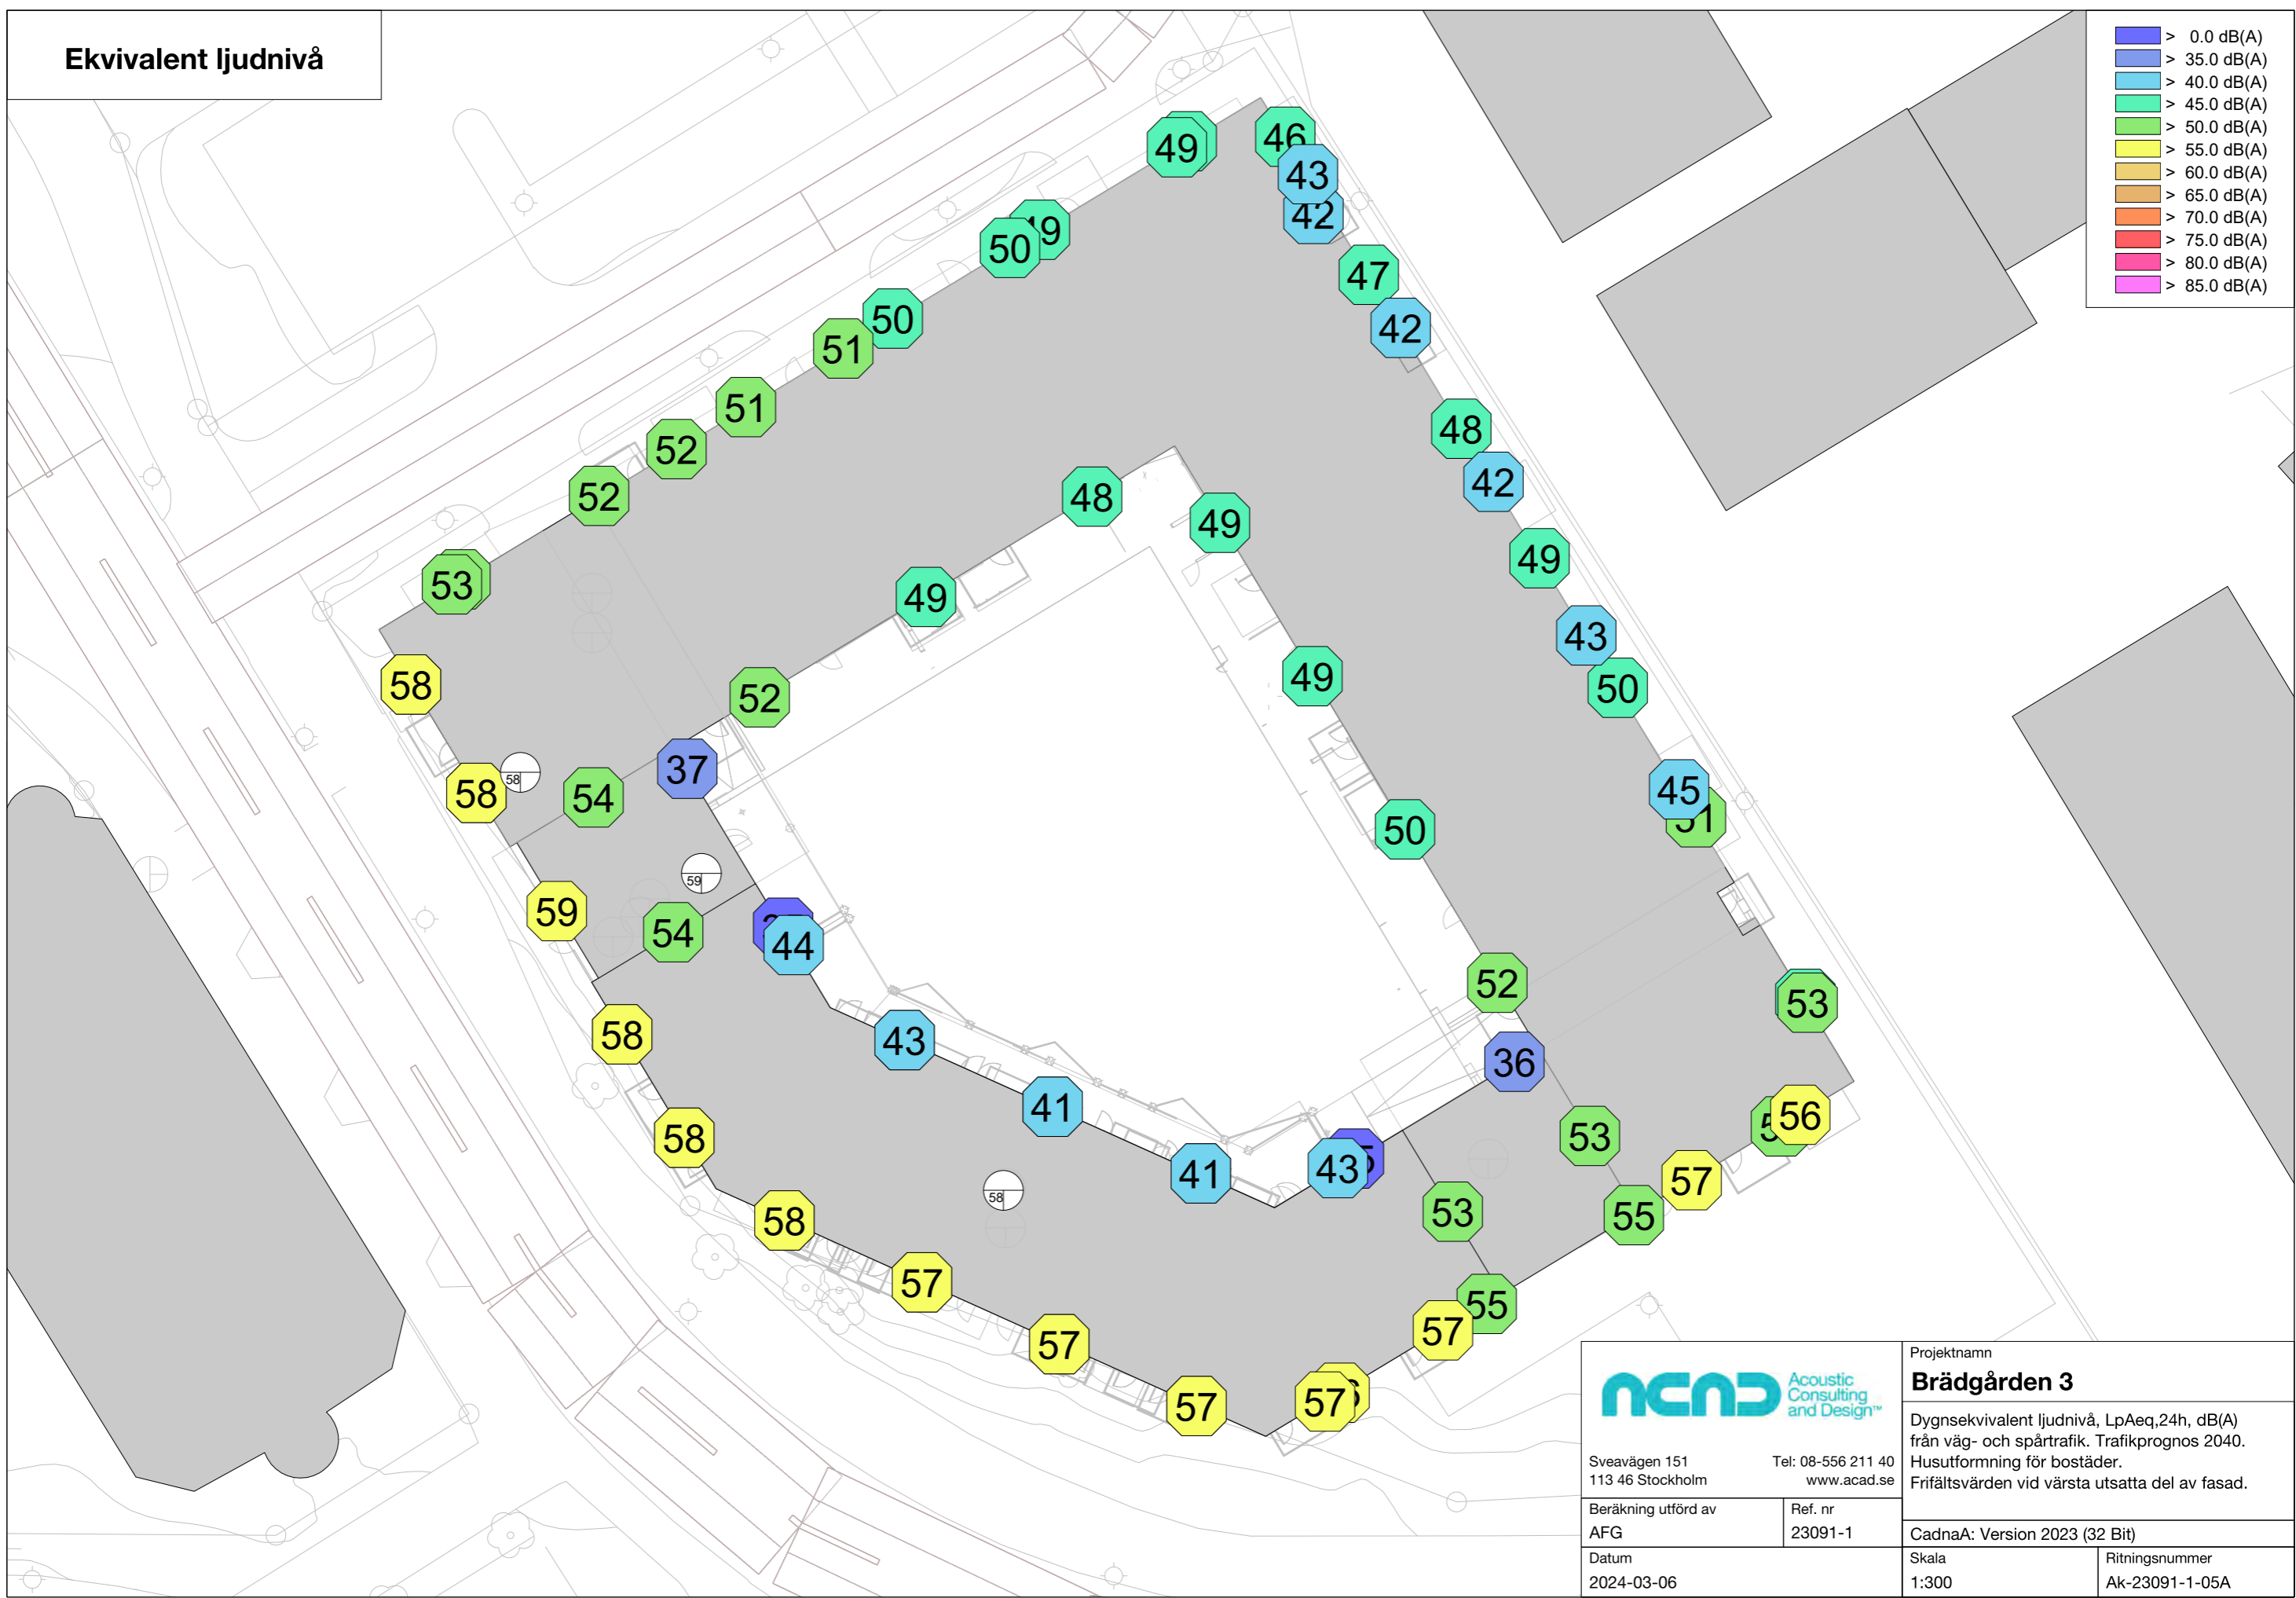 Ekvivalent ljudnivå
> 0.0 dB(A)
> 35.0 dB(A)
> 40.0 dB(A)
> 45.0 dB(A)
> 50.0 dB(A)
> 55.0 dB(A)
> 60.0 dB(A)
> 65.0 dB(A)
> 70.0 dB(A)
> 75.0 dB(A)
> 80.0 dB(A)
> 85.0 dB(A)
46
49
43
42
49
50
47
50
42
51
51
48
52
42
52
48
49
49
53
49
43
49
58
50
52
37
58
58
54
45
51
50
59
59
54
44
52
53
58
43
36
41
56
53
58
43
41
57
58
58
53
55
57
55
57
57
57
57
ACAD
Acoustic
Consulting
and Design™
Sveavägen 151
113 46 Stockholm
Tel: 08-556 211 40
www.acad.se
Beräkning utförd av
AFG
Ref. nr
23091-1
Datum
2024-03-06
Projektnamn
Brädgården 3
Dygnsekvivalent ljudnivå, LpAeq,24h, dB(A)
från väg- och spårtrafik. Trafikprognos 2040.
Husutformning för bostäder.
Frifältsvärden vid värsta utsatta del av fasad.
CadnaA: Version 2023 (32 Bit)
Skala
1:300
Ritningsnummer
Ak-23091-1-05A